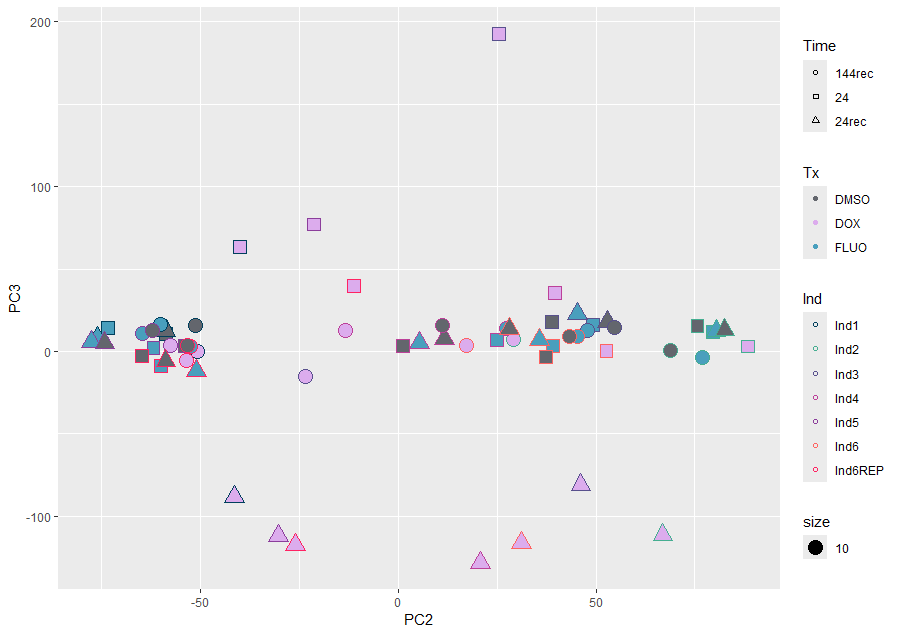 200
100
0
-100
PC3
-50
0
50
PC2
Time
144rec
24
24rec
Tx
DMSO
DOX
FLUO
Ind
Ind1
Ind2
Ind3
Ind4
Ind5
Ind6
Ind6REP
size
10